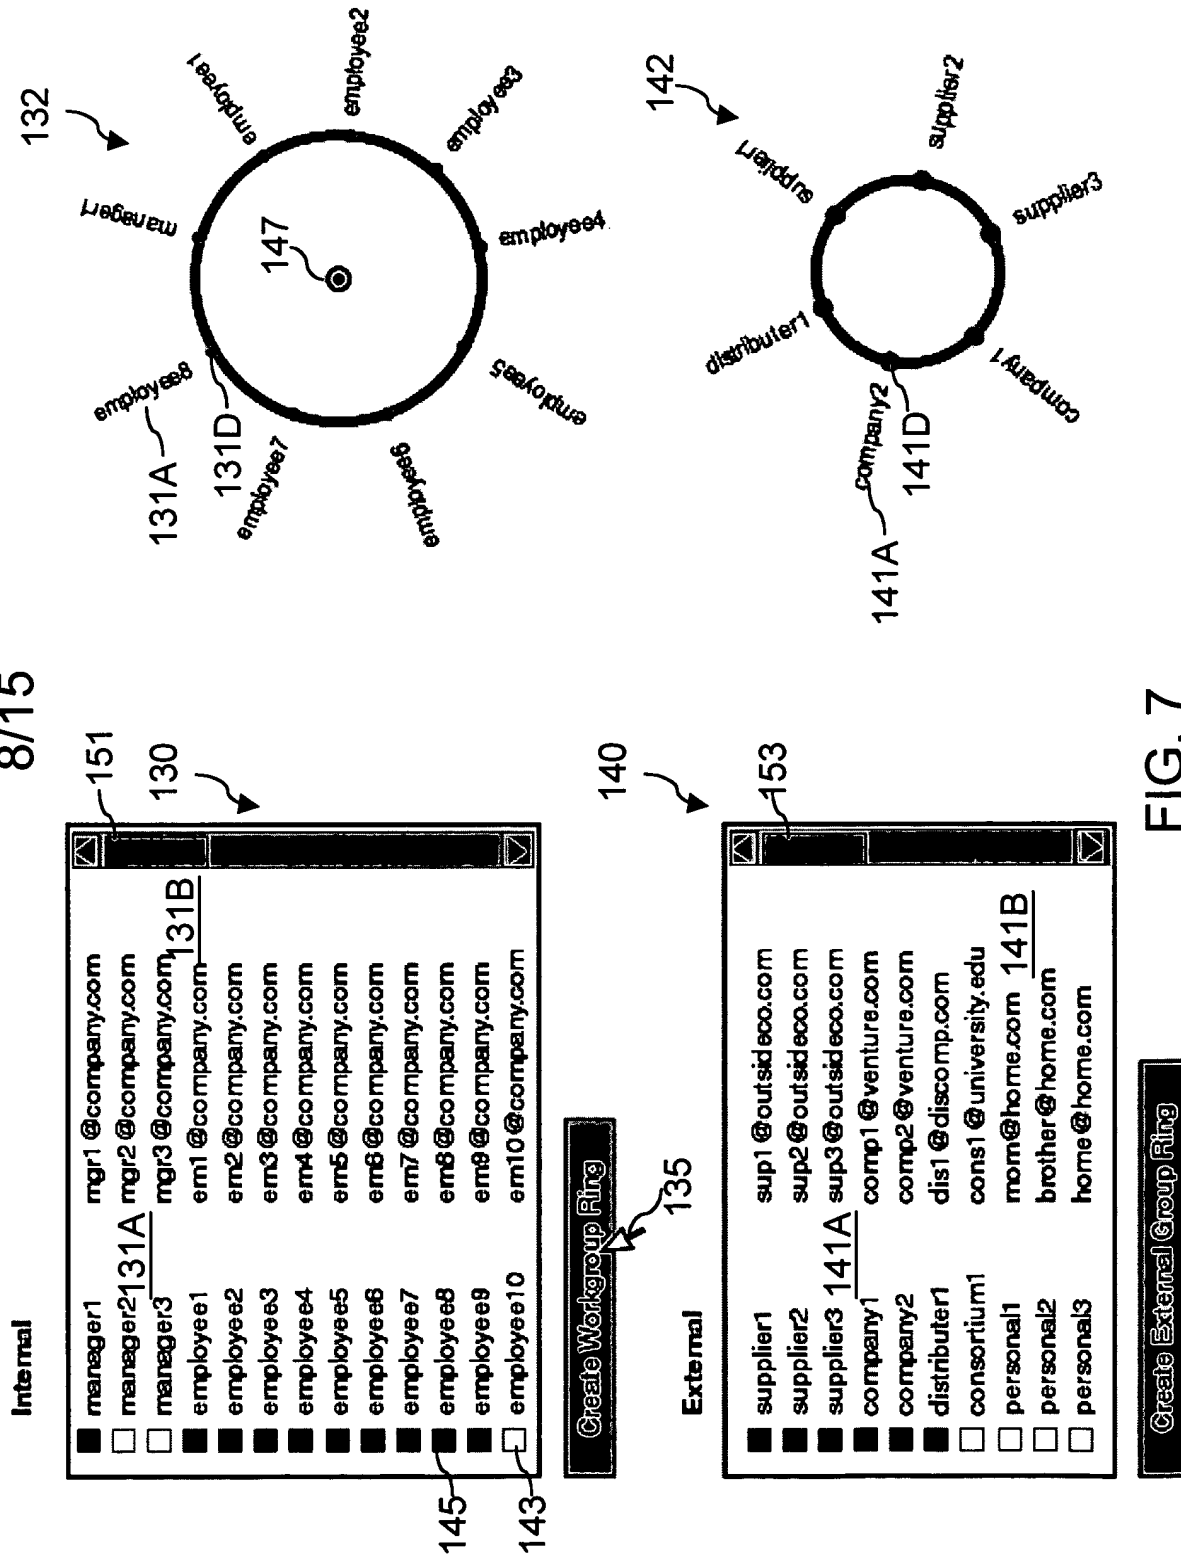 8/15
Internal
manager1 mgr1@company.com
manager2 mgr2@company.com
manager3 mgr3@company.com
employee1 em1@company.com
employee2 em2@company.com
employee3 em3@company.com
employee4 em4@company.com
employee5 em5@company.com
employee6 em6@company.com
employee7 em7@company.com
employee8 em8@company.com
employee9 em9@company.com
employee10 em10@company.com
131A
131B
151
130
145
143
Create Workgroup Ring
135
132
manager1
employee1
employee2
employee3
employee4
employee5
employee6
employee7
employee8
147
131A
131D
External
supplier1 sup1@outsideco.com
supplier2 sup2@outsideco.com
supplier3 sup3@outsideco.com
company1 comp1@venture.com
company2 comp2@venture.com
distributer1 dis1@discomp.com
consortium1 cons1@university.edu
personal1 mom@home.com
personal2 brother@home.com
personal3 home@home.com
141A
141B
153
140
Create External Group Ring
142
distributer1
supplier1
supplier2
supplier3
company1
company2
141A
141D
FIG. 7